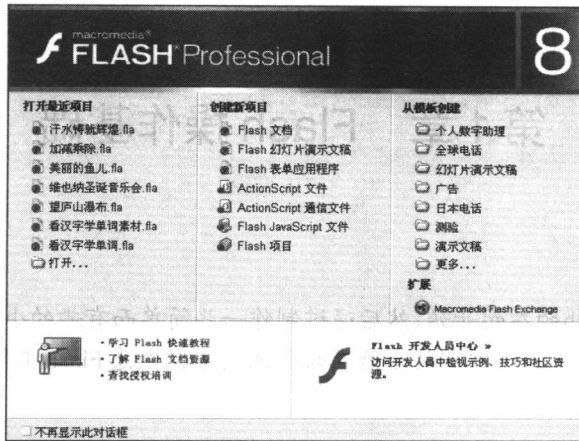 macromedia®
FLASH® Professional 8
打开最近项目
汗水铸就辉煌.fla
加减乘除.fla
美丽的鱼儿.fla
维也纳圣诞音乐会.fla
望庐山瀑布.fla
看汉字学单词素材.fla
看汉字学单词.fla
打开...
创建新项目
Flash 文档
Flash 幻灯片演示文稿
Flash 表单应用程序
ActionScript 文件
ActionScript 通信文件
Flash JavaScript 文件
Flash 项目
从模板创建
个人数字助理
全球电话
幻灯片演示文稿
广告
日本电话
测验
演示文稿
更多...
扩展
Macromedia Flash Exchange
· 学习 Flash 快速教程
· 了解 Flash 文档资源
· 查找授权培训
Flash 开发人员中心 »
访问开发人员中检视示例、技巧和社区资
源。
不再显示此对话框